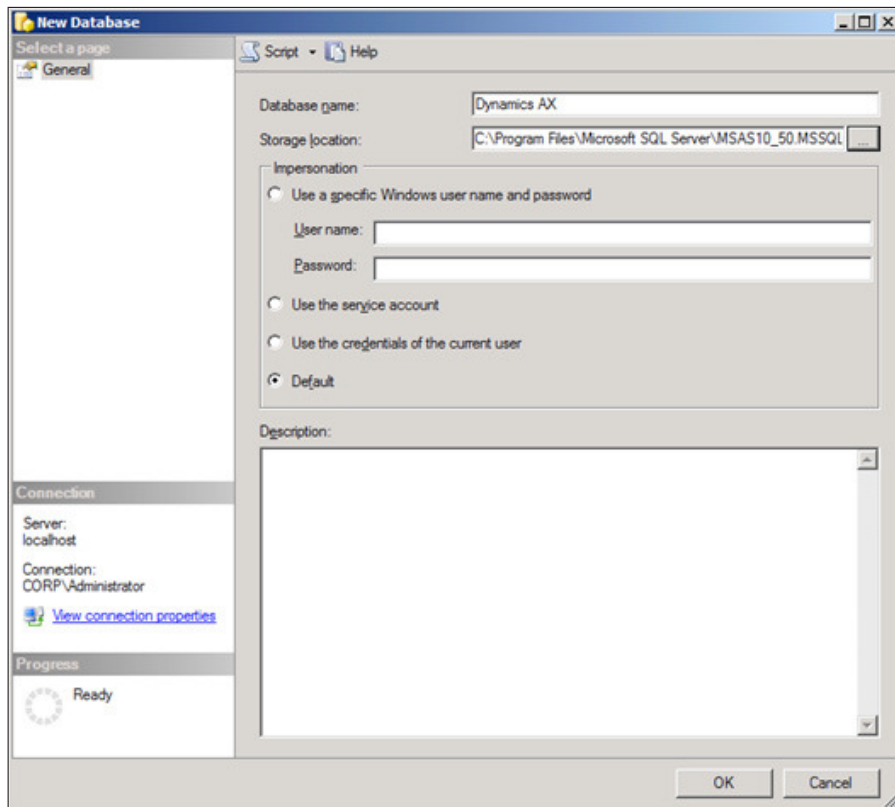 New Database
Select a page
General
Script
Help
Database name:
Dynamics AX
Storage location:
C:\Program Files\Microsoft SQL Server\MSAS10_50.MSSQL
...
Impersonation
Use a specific Windows user name and password
User name:
Password:
Use the service account
Use the credentials of the current user
Default
Description:
Connection
Server:
localhost
Connection:
CORP\Administrator
View connection properties
Progress
Ready
OK
Cancel